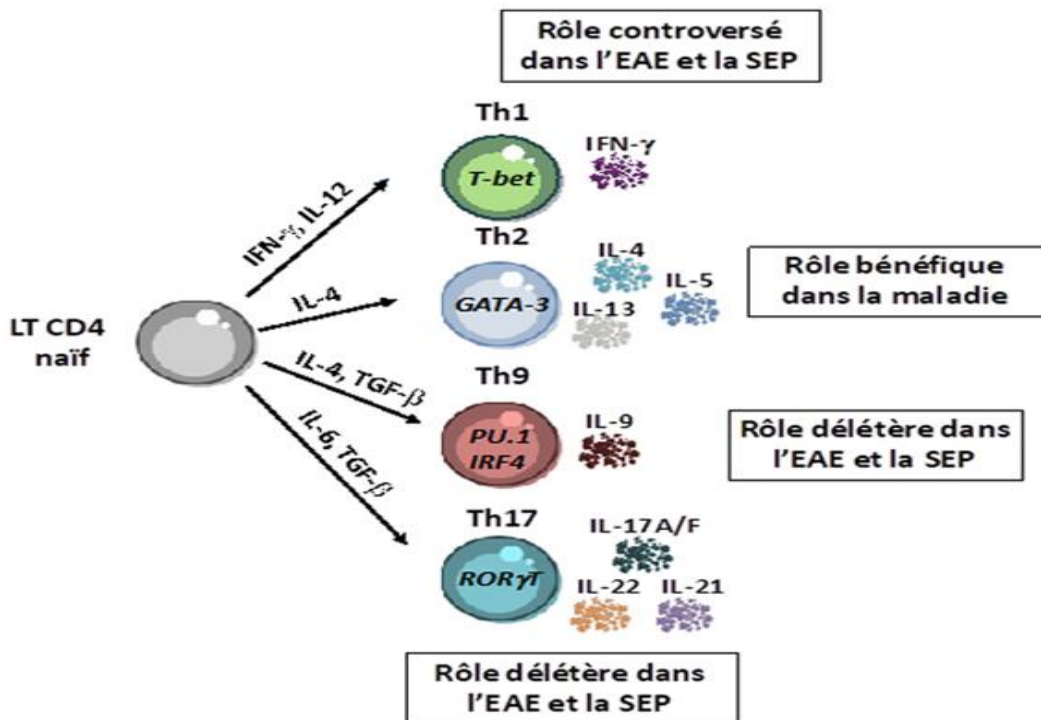 Rôle controversé
dans l'EAE et la SEP
Th1
T-bet
IFN-γ
IFN-γ, IL-12
Th2
GATA-3
IL-4
IL-5
IL-13
Rôle bénéfique
dans la maladie
IL-4
LT CD4
naïf
Th9
PU.1
IRF4
IL-9
IL-4, TGF-β
Rôle délétère dans
l'EAE et la SEP
IL-6, TGF-β
Th17
RORγT
IL-17A/F
IL-22
IL-21
Rôle délétère dans
l'EAE et la SEP